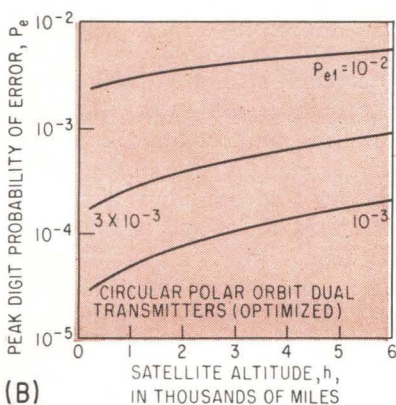 PEAK DIGIT PROBABILITY OF ERROR, Pe
10⁻²
10⁻³
10⁻⁴
10⁻⁵
Pe1=10⁻²
3 X 10⁻³
10⁻³
CIRCULAR POLAR ORBIT DUAL
TRANSMITTERS (OPTIMIZED)
0 1 2 3 4 5 6
SATELLITE ALTITUDE, h,
IN THOUSANDS OF MILES
(B)